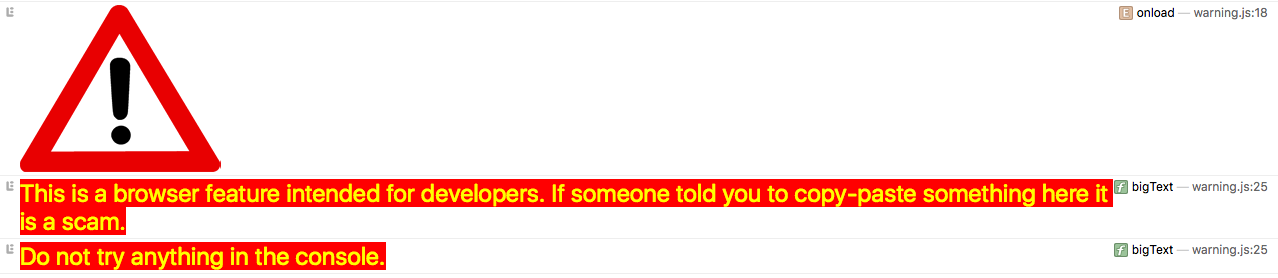 E onload — warning.js:18
This is a browser feature intended for developers. If someone told you to copy-paste something here it
is a scam.
f bigText — warning.js:25
Do not try anything in the console.
f bigText — warning.js:25